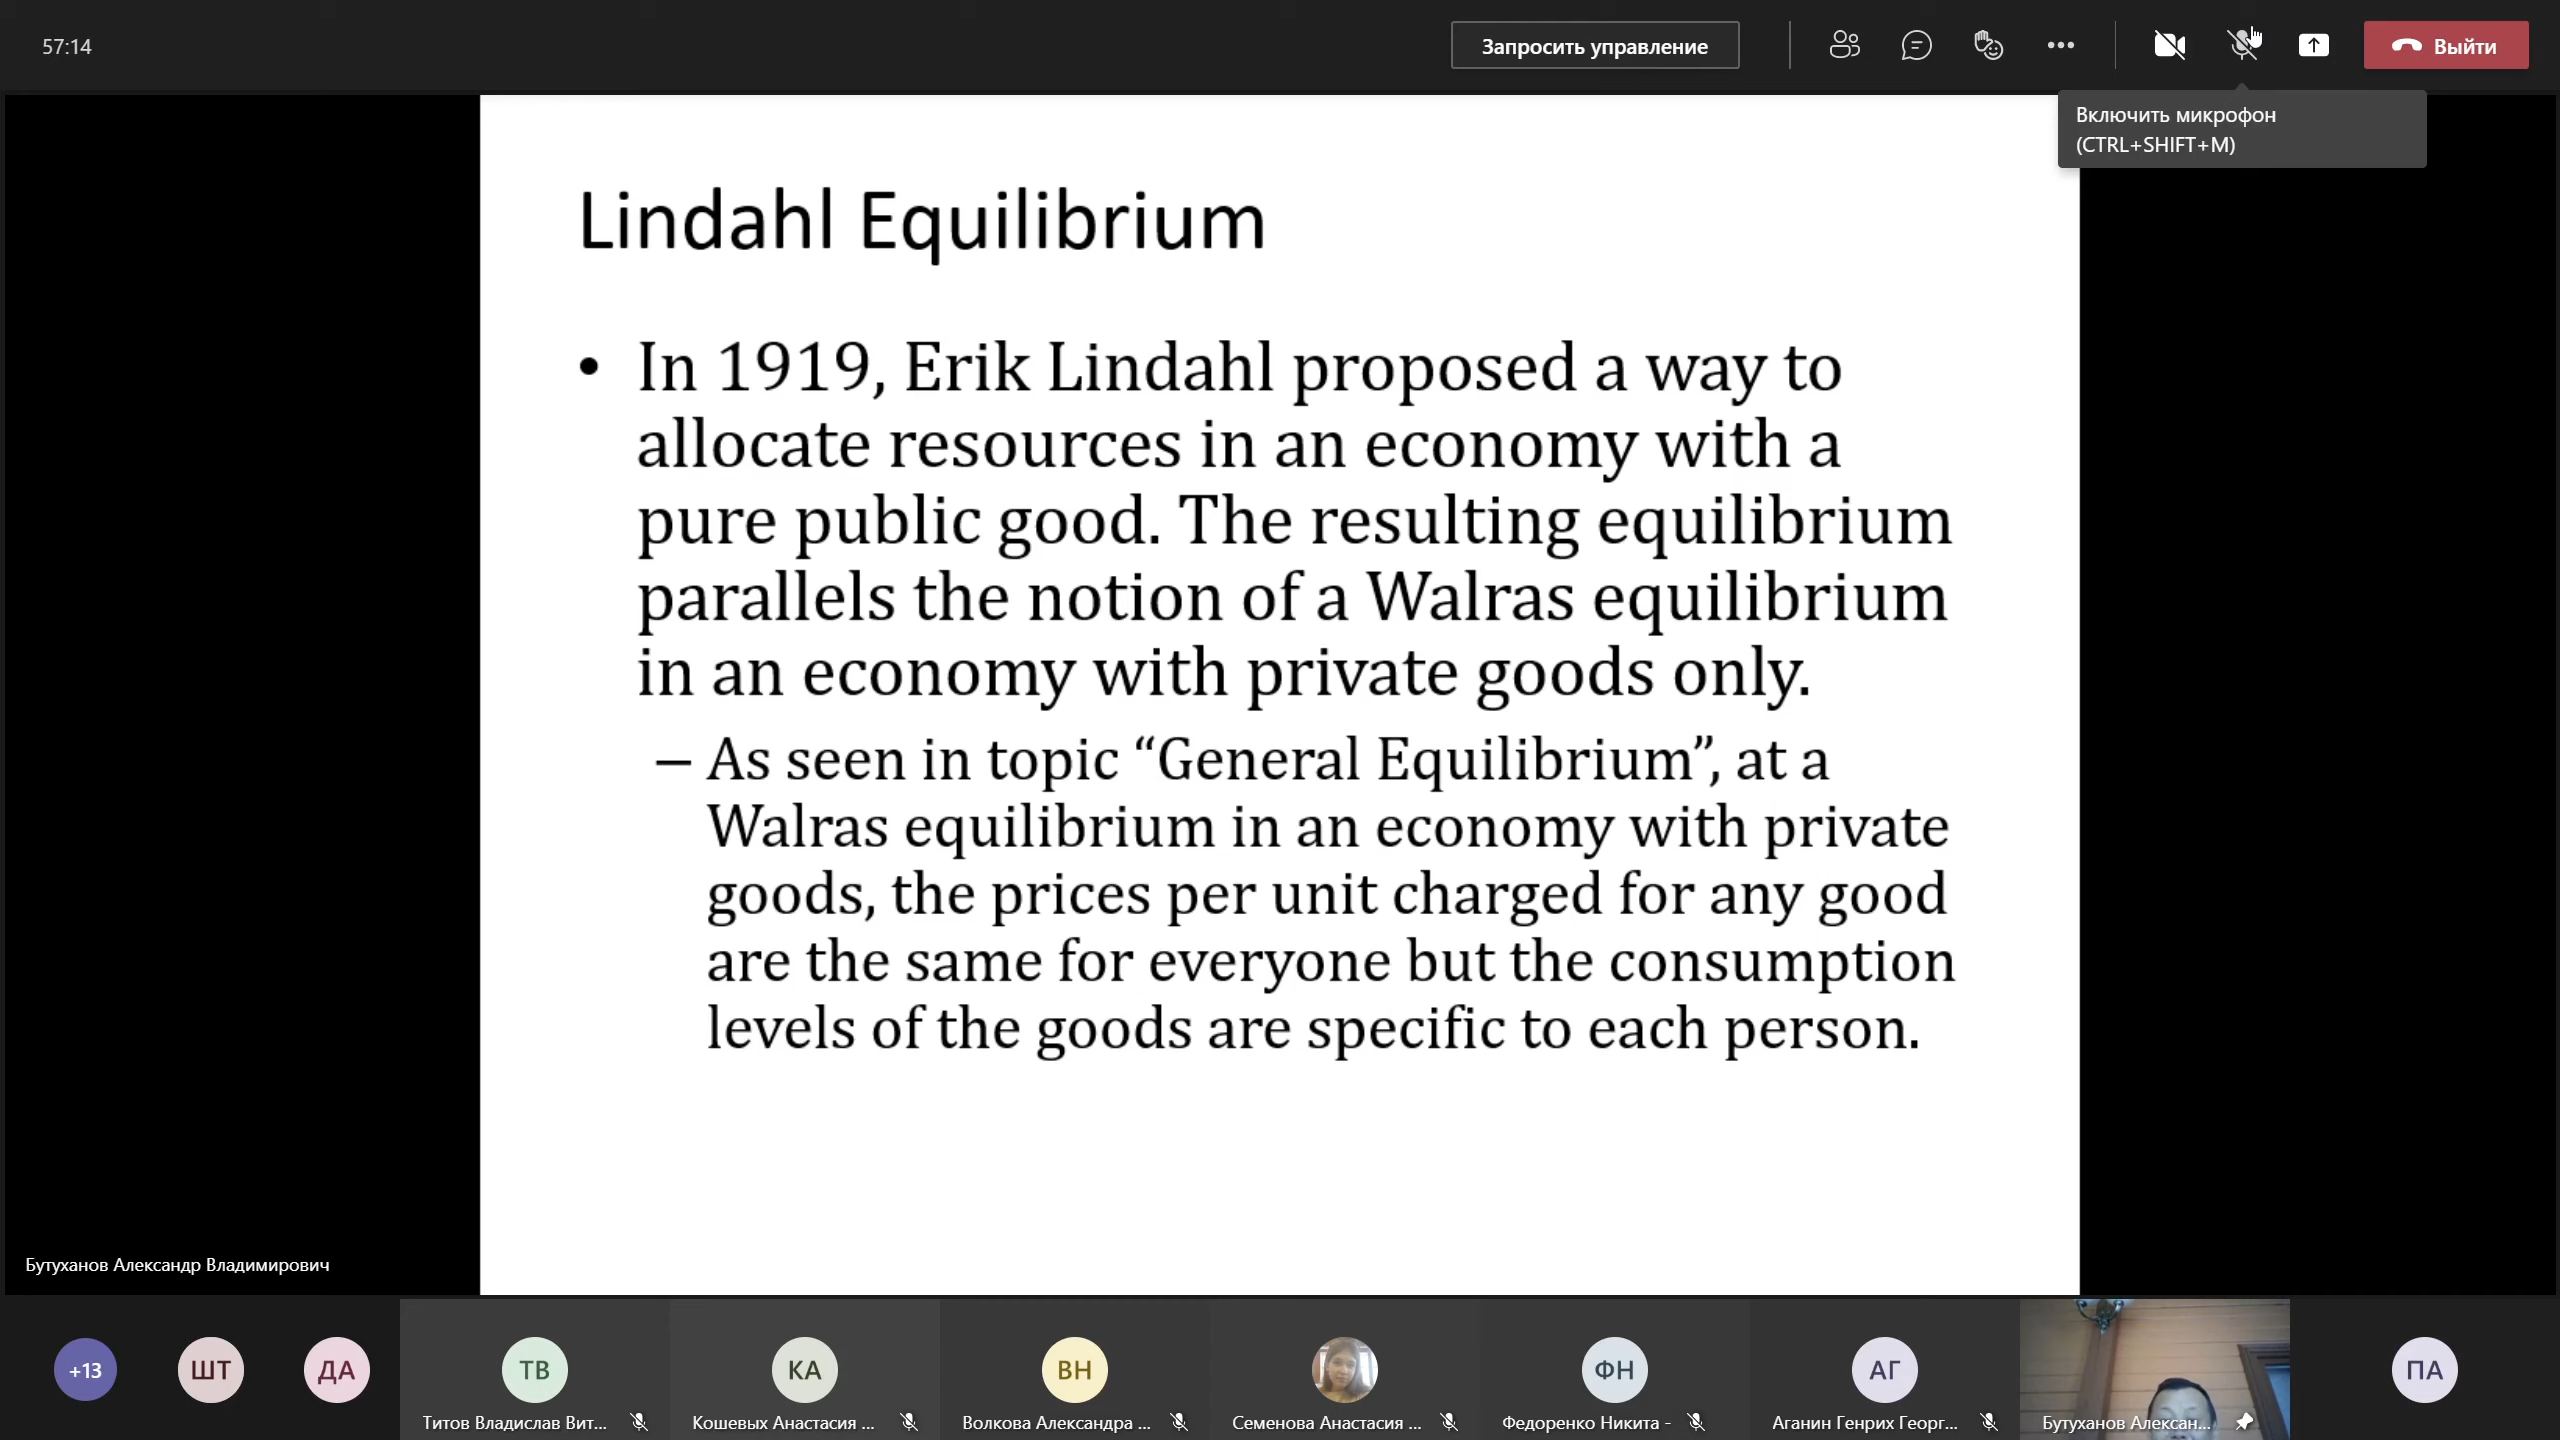 57:14
Запросить управление
Выйти
Включить микрофон
(CTRL+SHIFT+M)
Lindahl Equilibrium
• In 1919, Erik Lindahl proposed a way to
allocate resources in an economy with a
pure public good. The resulting equilibrium
parallels the notion of a Walras equilibrium
in an economy with private goods only.
– As seen in topic “General Equilibrium”, at a
Walras equilibrium in an economy with private
goods, the prices per unit charged for any good
are the same for everyone but the consumption
levels of the goods are specific to each person.
Бутуханов Александр Владимирович
+13
ШТ
ДА
ТВ
КА
ВН
ФН
АГ
ПА
Титов Владислав Вит...
Кошевых Анастасия ...
Волкова Александра ...
Семенова Анастасия ...
Федоренко Никита -
Аганин Генрих Георг...
Бутуханов Алексан...